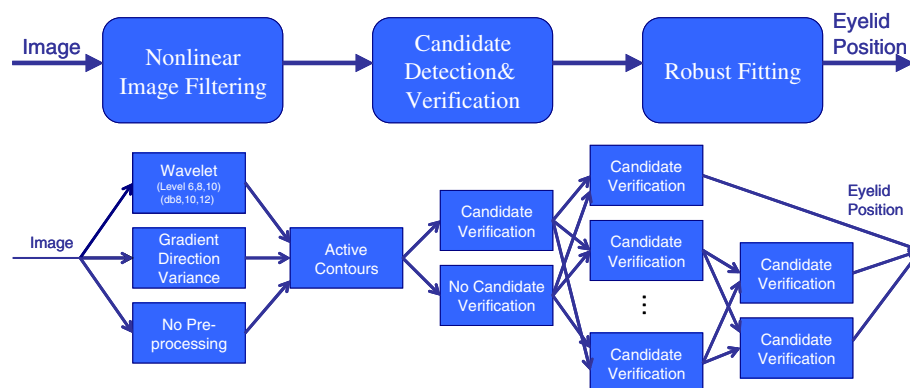 Image
Nonlinear
Image Filtering
Candidate
Detection&
Verification
Robust Fitting
Eyelid
Position
Image
Wavelet
(Level 6,8,10)
(db8,10,12)
Gradient
Direction
Variance
No Pre-
processing
Active
Contours
Candidate
Verification
No Candidate
Verification
Candidate
Verification
Candidate
Verification
⋮
Candidate
Verification
Candidate
Verification
Candidate
Verification
Eyelid
Position